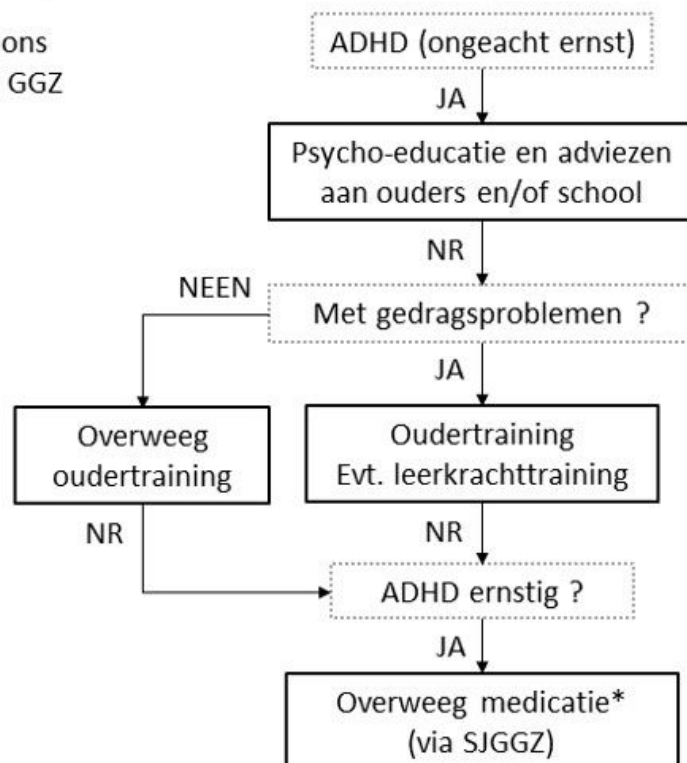 ons
GGZ
ADHD (ongeacht ernst)
JA
Psycho-educatie en adviezen
aan ouders en/of school
NR
NEEN
Met gedragsproblemen ?
JA
Overweeg
oudertraining
Oudertraining
Evt. leerkrachttraining
NR
NR
ADHD ernstig ?
JA
Overweeg medicatie*
(via SJGGZ)